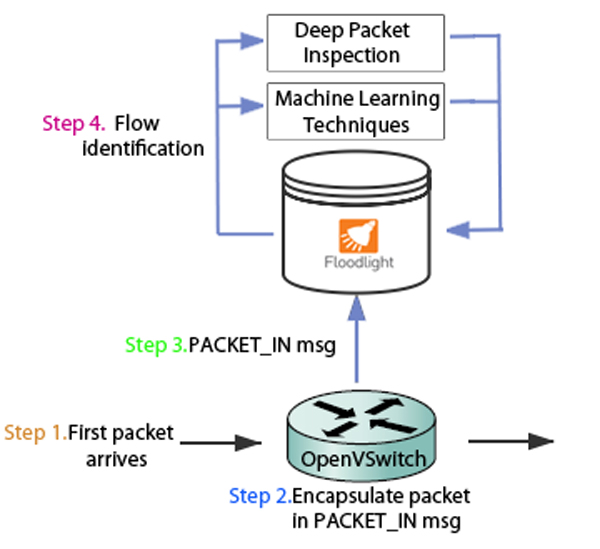 Deep Packet
Inspection
Machine Learning
Techniques
Step 4. Flow
identification
Floodlight
Step 3.PACKET_IN msg
Step 1.First packet
arrives
OpenVSwitch
Step 2.Encapsulate packet
in PACKET_IN msg